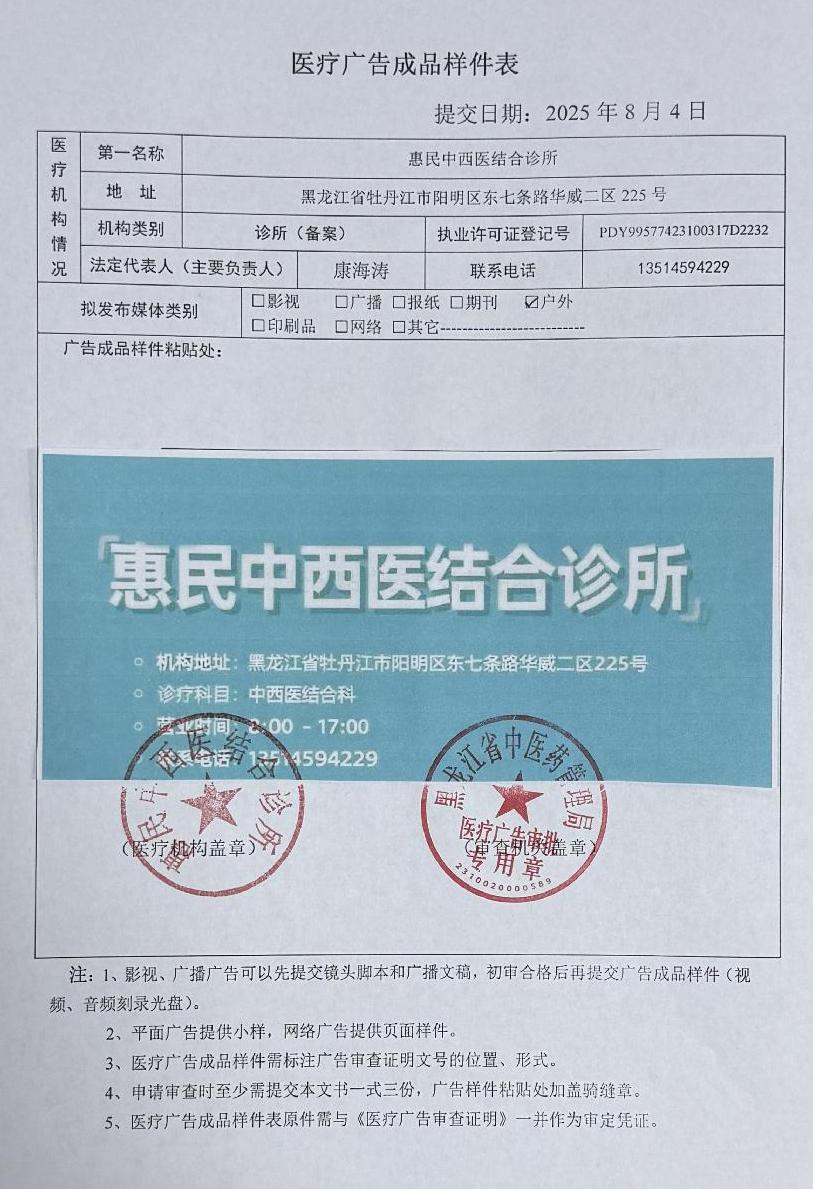 医疗广告成品样件表
提交日期：2025 年 8 月 4 日
医疗机构情况
第一名称
惠民中西医结合诊所
地 址
黑龙江省牡丹江市阳明区东七条路华威二区 225 号
机构类别
诊所（备案）
执业许可证登记号
PDY99577423100317D2232
法定代表人（主要负责人）
康海涛
联系电话
13514594229
拟发布媒体类别
☐影视 ☐广播 ☐报纸 ☐期刊 ☑户外
☐印刷品 ☐网络 ☐其它---------------------------
广告成品样件粘贴处：
「惠民中西医结合诊所」
○ 机构地址：黑龙江省牡丹江市阳明区东七条路华威二区225号
○ 诊疗科目：中西医结合科
○ 营业时间：8:00 - 17:00
电话：13514594229
惠民中西医结合诊所
（医疗机构盖章）
黑龙江省中医药管理局
医疗广告审批
专用章
2310020000589
（审查机关盖章）
注：1、影视、广播广告可以先提交镜头脚本和广播文稿，初审合格后再提交广告成品样件（视
频、音频刻录光盘）。
2、平面广告提供小样，网络广告提供页面样件。
3、医疗广告成品样件需标注广告审查证明文号的位置、形式。
4、申请审查时至少需提交本文书一式三份，广告样件粘贴处加盖骑缝章。
5、医疗广告成品样件表原件需与《医疗广告审查证明》一并作为审定凭证。